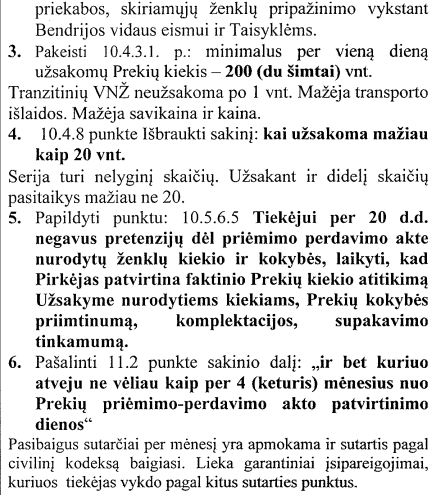 priekabos, skiriamųjų ženklų pripažinimo vykstant
Bendrijos vidaus eismui ir Taisyklėms.
3. Pakeisti 10.4.3.1. p.: minimalus per vieną dieną
užsakomų Prekių kiekis – 200 (du šimtai) vnt.
Tranzitinių VNŽ neužsakoma po 1 vnt. Mažėja transporto
išlaidos. Mažėja savikaina ir kaina.
4. 10.4.8 punkte Išbraukti sakinį: kai užsakoma mažiau
kaip 20 vnt.
Serija turi nelyginį skaičių. Užsakant ir didelį skaičių
pasitaikys mažiau ne 20.
5. Papildyti punktu: 10.5.6.5 Tiekėjui per 20 d.d.
negavus pretenzijų dėl priėmimo perdavimo akte
nurodytų ženklų kiekio ir kokybės, laikyti, kad
Pirkėjas patvirtina faktinio Prekių kiekio atitikimą
Užsakyme nurodytiems kiekiams, Prekių kokybės
priimtinumą, komplektacijos, supakavimo
tinkamumą.
6. Pašalinti 11.2 punkte sakinio dalį: „ir bet kuriuo
atveju ne vėliau kaip per 4 (keturis) mėnesius nuo
Prekių priėmimo-perdavimo akto patvirtinimo
dienos“
Pasibaigus sutarčiai per mėnesį yra apmokama ir sutartis pagal
civilinį kodeksą baigiasi. Lieka garantiniai įsipareigojimai,
kuriuos tiekėjas vykdo pagal kitus sutarties punktus.